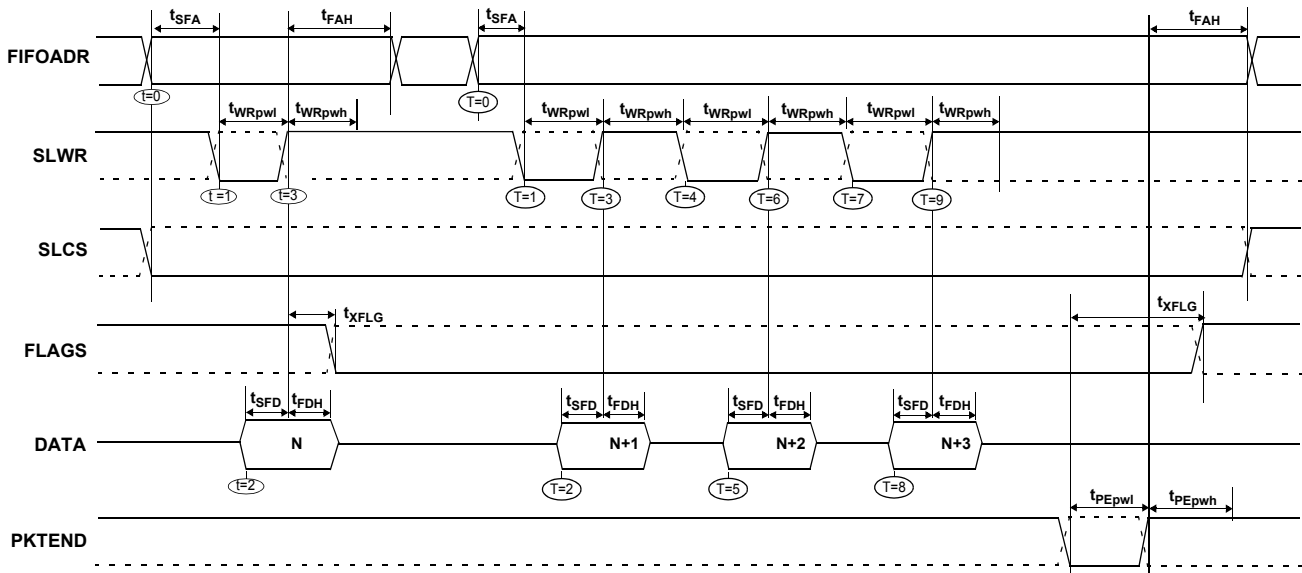 tSFA tFAH tSFA tFAH
FIFOADR
t=0 T=0
tWRpwl tWRpwh tWRpwl tWRpwh tWRpwl tWRpwh tWRpwl tWRpwh
SLWR
t =1 t=3 T=1 T=3 T=4 T=6 T=7 T=9
SLCS
tXFLG tXFLG
FLAGS
tSFD tFDH tSFD tFDH tSFD tFDH tSFD tFDH
DATA N N+1 N+2 N+3
t=2 T=2 T=5 T=8
tPEpwl tPEpwh
PKTEND